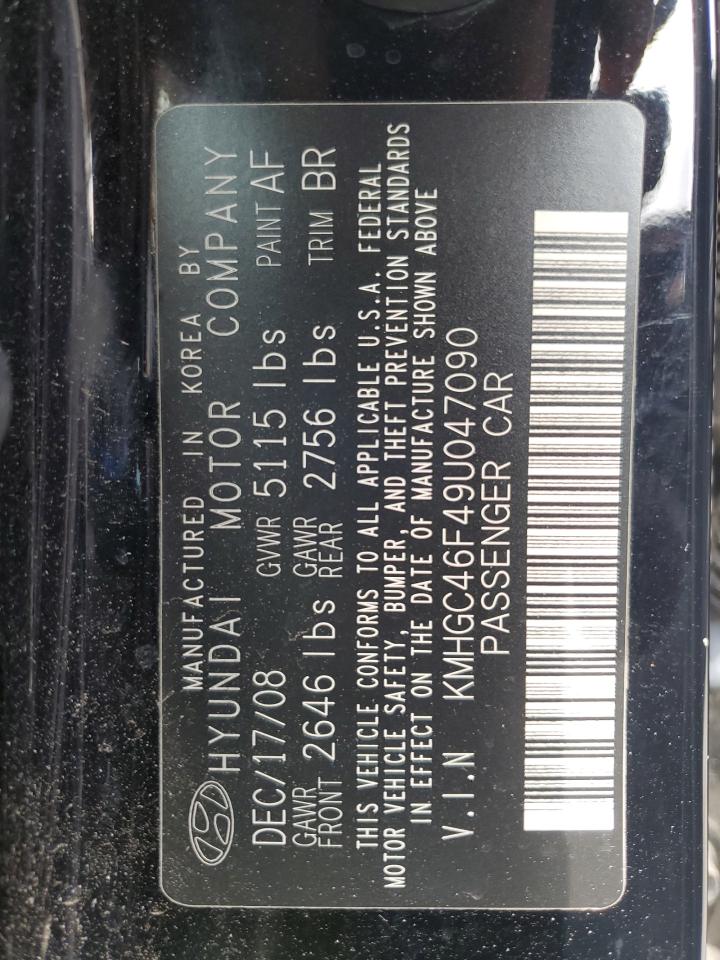 MANUFACTURED IN KOREA BY
HYUNDAI MOTOR COMPANY
DEC/17/08 GVWR 5115 lbs PAINT AF
GAWR FRONT 2646 lbs GAWR REAR 2756 lbs TRIM BR
THIS VEHICLE CONFORMS TO ALL APPLICABLE U.S.A. FEDERAL
MOTOR VEHICLE SAFETY, BUMPER, AND THEFT PREVENTION STANDARDS
IN EFFECT ON THE DATE OF MANUFACTURE SHOWN ABOVE
V.I.N KMHGC46F49U047090
PASSENGER CAR